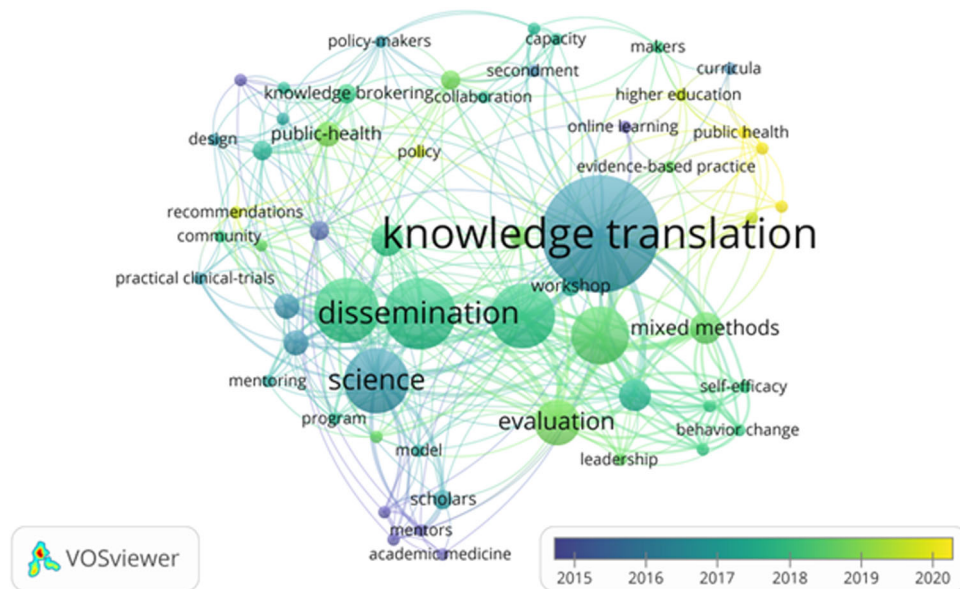 capacity
policy-makers
makers
secondment
curricula
knowledge brokering
collaboration
higher education
online learning
public health
design
public-health
policy
evidence-based practice
recommendations
community
knowledge translation
practical clinical-trials
workshop
dissemination
mixed methods
mentoring
science
self-efficacy
program
evaluation
behavior change
model
leadership
scholars
mentors
academic medicine
VOSviewer
2015 2016 2017 2018 2019 2020